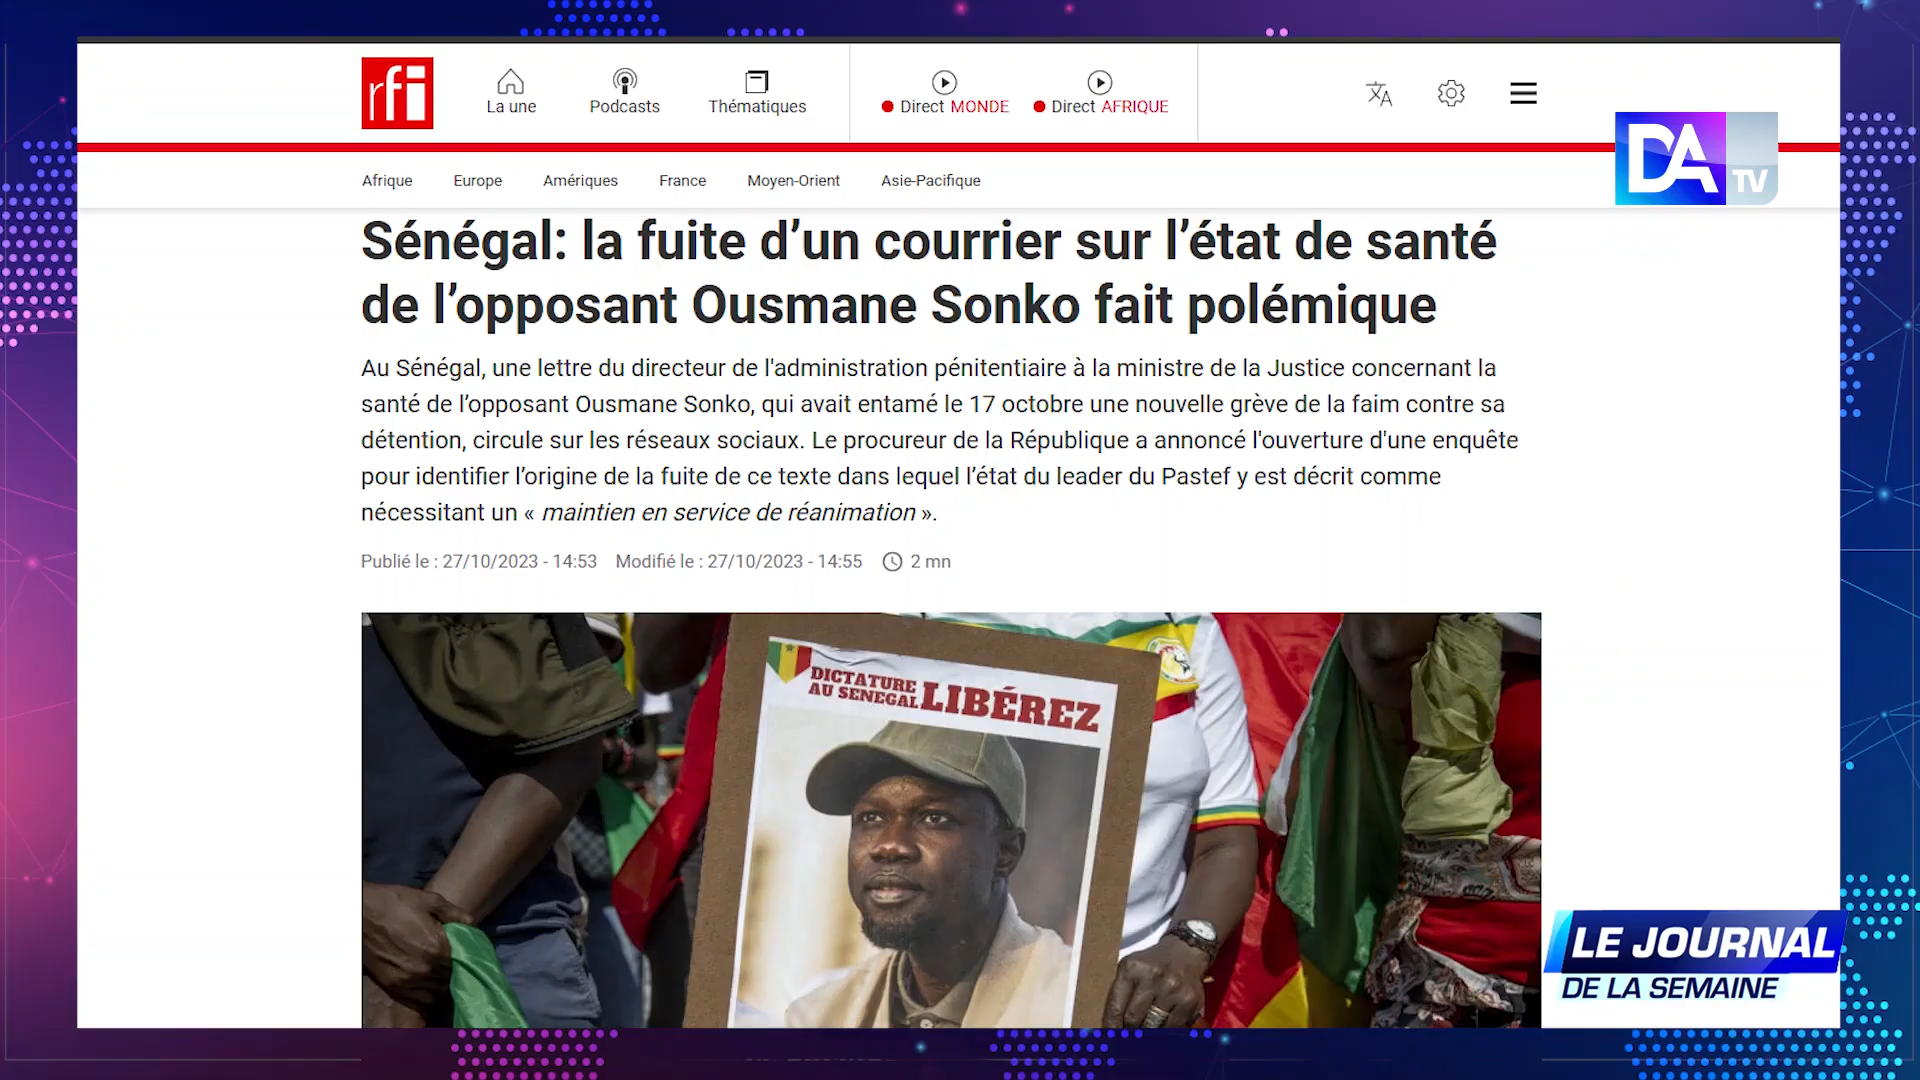 rfi
La une
Podcasts
Thématiques
Direct MONDE
Direct AFRIQUE
DA TV
Afrique
Europe
Amériques
France
Moyen-Orient
Asie-Pacifique
Sénégal: la fuite d’un courrier sur l’état de santé
de l’opposant Ousmane Sonko fait polémique
Au Sénégal, une lettre du directeur de l'administration pénitentiaire à la ministre de la Justice concernant la
santé de l’opposant Ousmane Sonko, qui avait entamé le 17 octobre une nouvelle grève de la faim contre sa
détention, circule sur les réseaux sociaux. Le procureur de la République a annoncé l'ouverture d'une enquête
pour identifier l’origine de la fuite de ce texte dans lequel l’état du leader du Pastef y est décrit comme
nécessitant un « maintien en service de réanimation ».
Publié le : 27/10/2023 - 14:53 Modifié le : 27/10/2023 - 14:55 2 mn
DICTATURE
AU SENEGAL LIBÉREZ
LE JOURNAL
DE LA SEMAINE